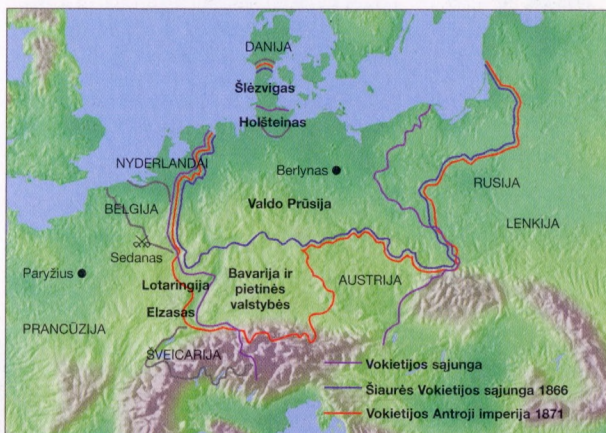 DANIJA
Šlėzvigas
Holšteinas
NYDERLANDAI
Berlynas
RUSIJA
BELGIJA
Valdo Prūsija
LENKIJA
Sedanas
Paryžius
Lotaringija
Bavarija ir
pietinės
valstybės
AUSTRIJA
Elzasas
PRANCŪZIJA
ŠVEICARIJA
Vokietijos sąjunga
Šiaurės Vokietijos sąjunga 1866
Vokietijos Antroji imperija 1871